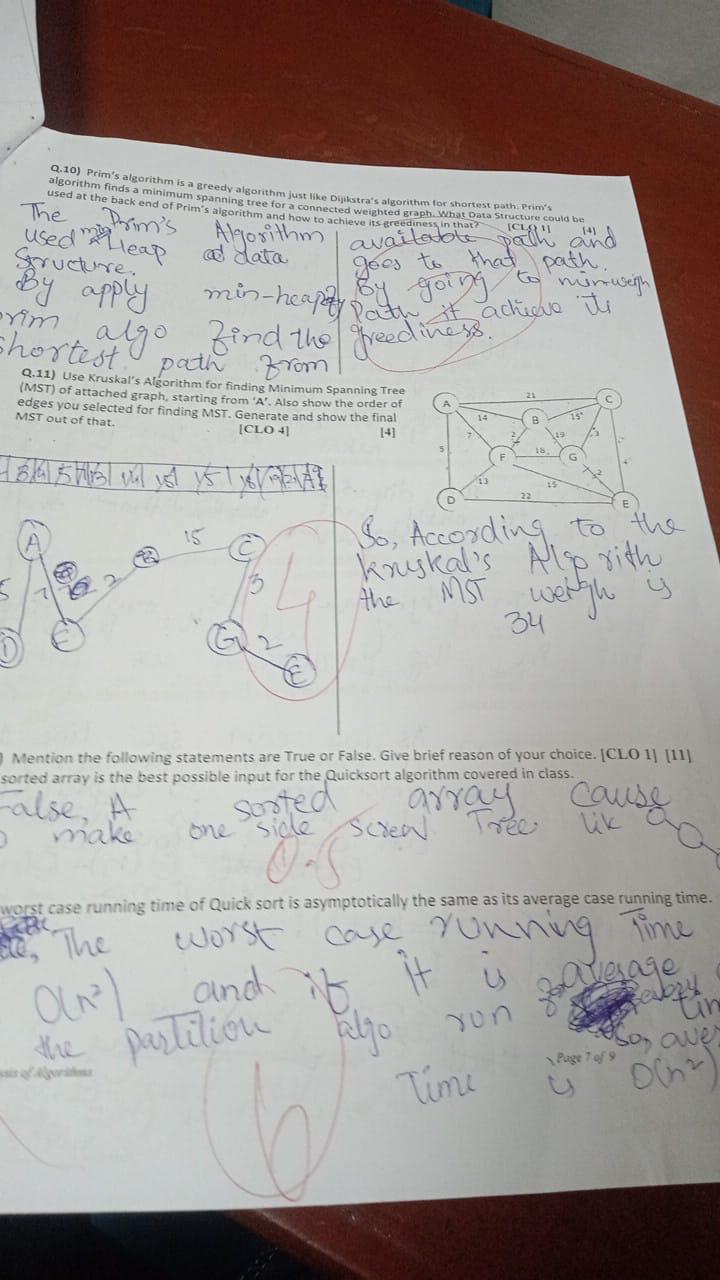 Q.10) Prim's algorithm is a greedy algorithm just like Dijikstra's algorithm for shortest path. Prim's
algorithm finds a minimum spanning tree for a connected weighted graph. What Data Structure could be
used at the back end of Prim's algorithm and how to achieve its greediness in that?
[CLO 1] [4]
The Prim's Algorithm
used min Heap data
Structure.
By apply min-heap
prim algo find the
shortest path from
available path and
goes to that path.
By going to min-weigh
path it achieve its
greediness.
Q.11) Use Kruskal's Algorithm for finding Minimum Spanning Tree
(MST) of attached graph, starting from 'A'. Also show the order of
edges you selected for finding MST. Generate and show the final
MST out of that.
[CLO 4] [4]
A 21 C
14 B 15
5 7 2 19 3
F 18 G
13 15 2
D 22 E
A 15 C
5 7 B 2 3
D F G 2 E
4
So, According to the
kruskal's Algo rith
the MST weigh is
34
) Mention the following statements are True or False. Give brief reason of your choice. [CLO 1] [11]
sorted array is the best possible input for the Quicksort algorithm covered in class.
False, A sorted array cause
make one side screw Tree lik
0.5
worst case running time of Quick sort is asymptotically the same as its average case running time.
The worst case running Time
O(n²) and it is average
the partition algo run
So, ave
Time is O(n²)
6
sis of Algorithms
Page 7 of 9